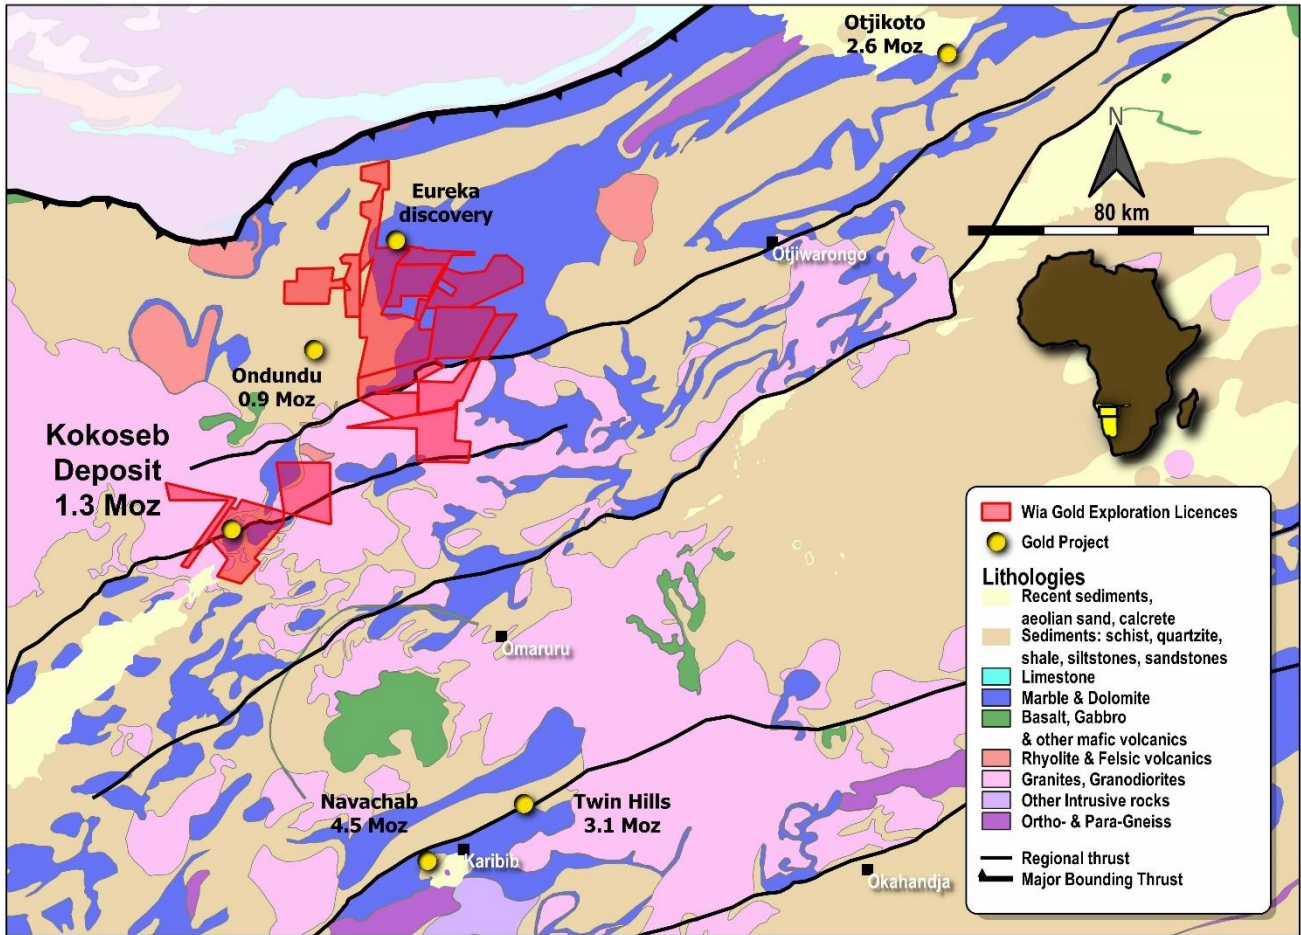 Otjikoto
2.6 Moz
N
80 km
Eureka
discovery
Otjiwarongo
Ondundu
0.9 Moz
Kokoseb
Deposit
1.3 Moz
Omaruru
Navachab
4.5 Moz
Twin Hills
3.1 Moz
Karibib
Okahandja
Wia Gold Exploration Licences
Gold Project
Lithologies
Recent sediments,
aeolian sand, calcrete
Sediments: schist, quartzite,
shale, siltstones, sandstones
Limestone
Marble & Dolomite
Basalt, Gabbro
& other mafic volcanics
Rhyolite & Felsic volcanics
Granites, Granodiorites
Other Intrusive rocks
Ortho- & Para-Gneiss
Regional thrust
Major Bounding Thrust